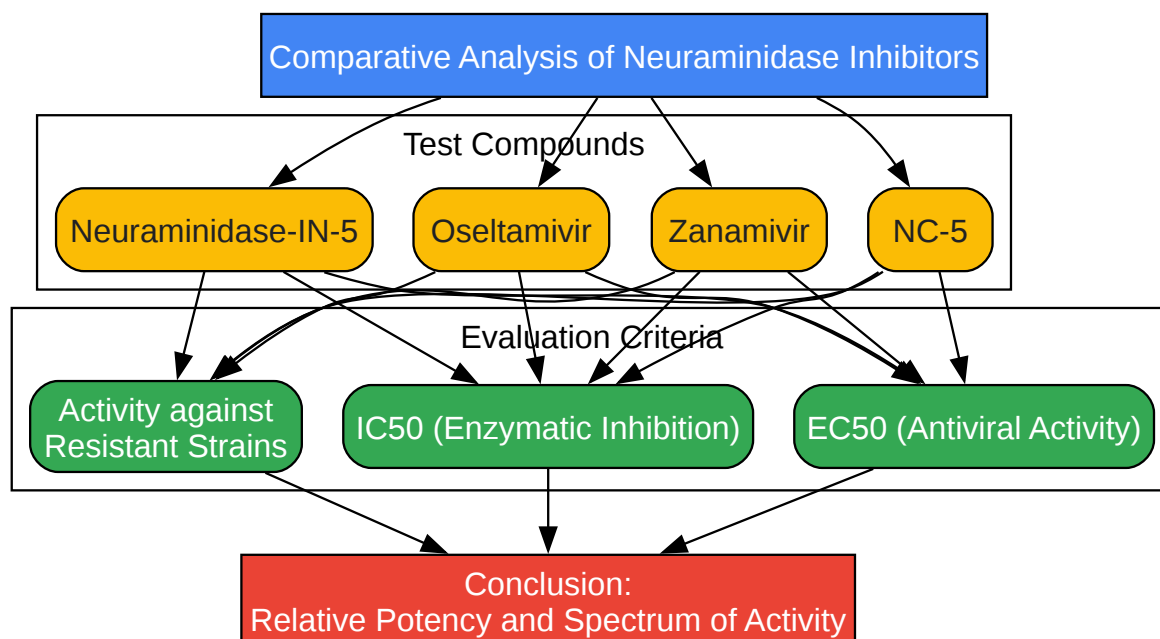 Comparative Analysis of Neuraminidase Inhibitors
Test Compounds
Neuraminidase-IN-5
Oseltamivir
Zanamivir
NC-5
Evaluation Criteria
Activity against
Resistant Strains
IC50 (Enzymatic Inhibition)
EC50 (Antiviral Activity)
Conclusion:
Relative Potency and Spectrum of Activity